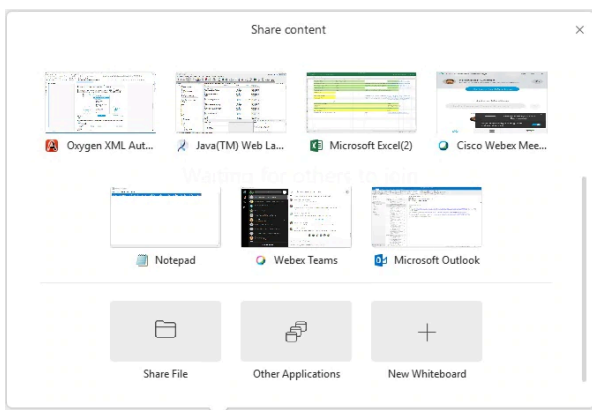 Share content
Oxygen XML Aut...
Java(TM) Web La...
Microsoft Excel(2)
Cisco Webex Mee...
Waiting for others to join
Notepad
Webex Teams
Microsoft Outlook
Share File
Other Applications
New Whiteboard